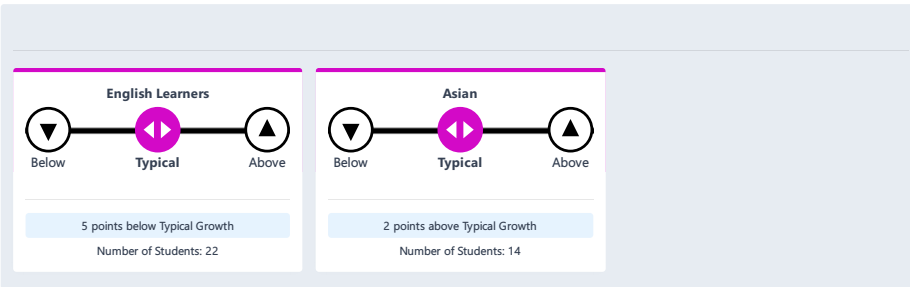 English Learners
Below
Typical
Above
5 points below Typical Growth
Number of Students: 22
Asian
Below
Typical
Above
2 points above Typical Growth
Number of Students: 14